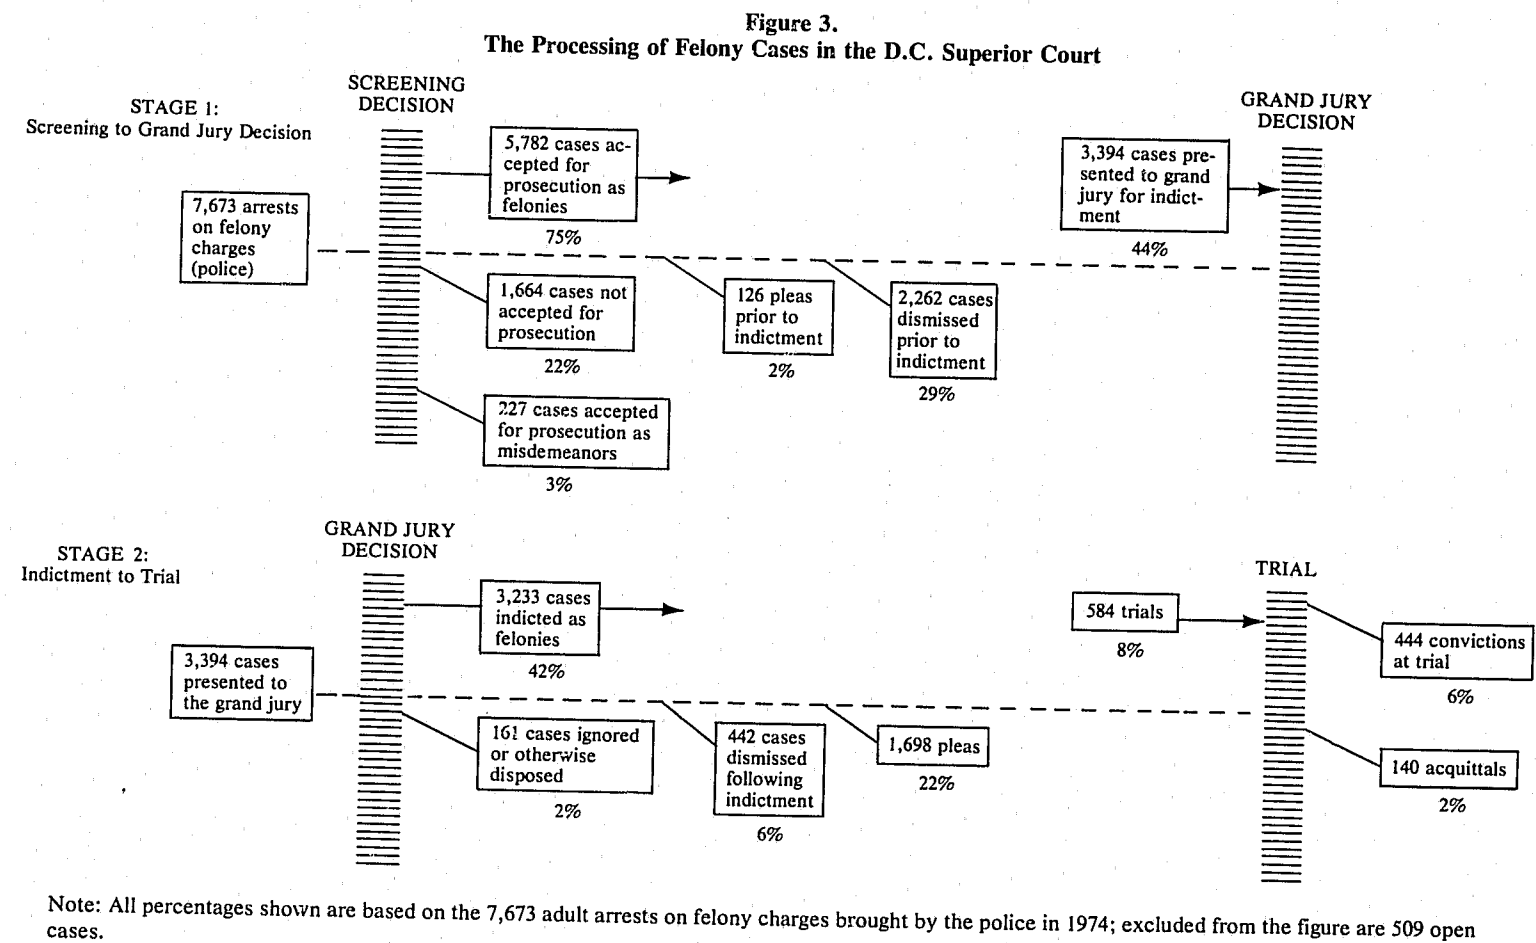 Figure 3.
The Processing of Felony Cases in the D.C. Superior Court
STAGE 1:
Screening to Grand Jury Decision
SCREENING
DECISION
GRAND JURY
DECISION
7,673 arrests
on felony
charges
(police)
5,782 cases ac-
cepted for
prosecution as
felonies
75%
3,394 cases pre-
sented to grand
jury for indict-
ment
44%
1,664 cases not
accepted for
prosecution
22%
126 pleas
prior to
indictment
2%
2,262 cases
dismissed
prior to
indictment
29%
227 cases accepted
for prosecution as
misdemeanors
3%
STAGE 2:
Indictment to Trial
GRAND JURY
DECISION
TRIAL
3,394 cases
presented to
the grand jury
3,233 cases
indicted as
felonies
42%
584 trials
8%
444 convictions
at trial
6%
161 cases ignored
or otherwise
disposed
2%
442 cases
dismissed
following
indictment
6%
1,698 pleas
22%
140 acquittals
2%
Note: All percentages shown are based on the 7,673 adult arrests on felony charges brought by the police in 1974; excluded from the figure are 509 open
cases.